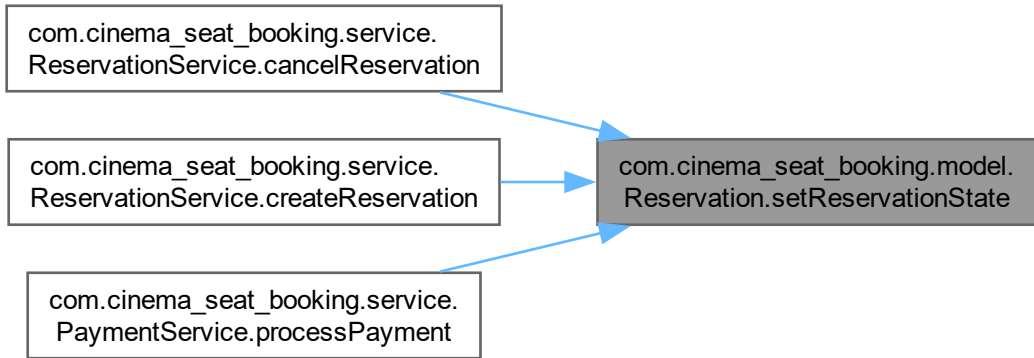 com.cinema_seat_booking.service.
ReservationService.cancelReservation
com.cinema_seat_booking.service.
ReservationService.createReservation
com.cinema_seat_booking.service.
PaymentService.processPayment
com.cinema_seat_booking.model.
Reservation.setReservationState